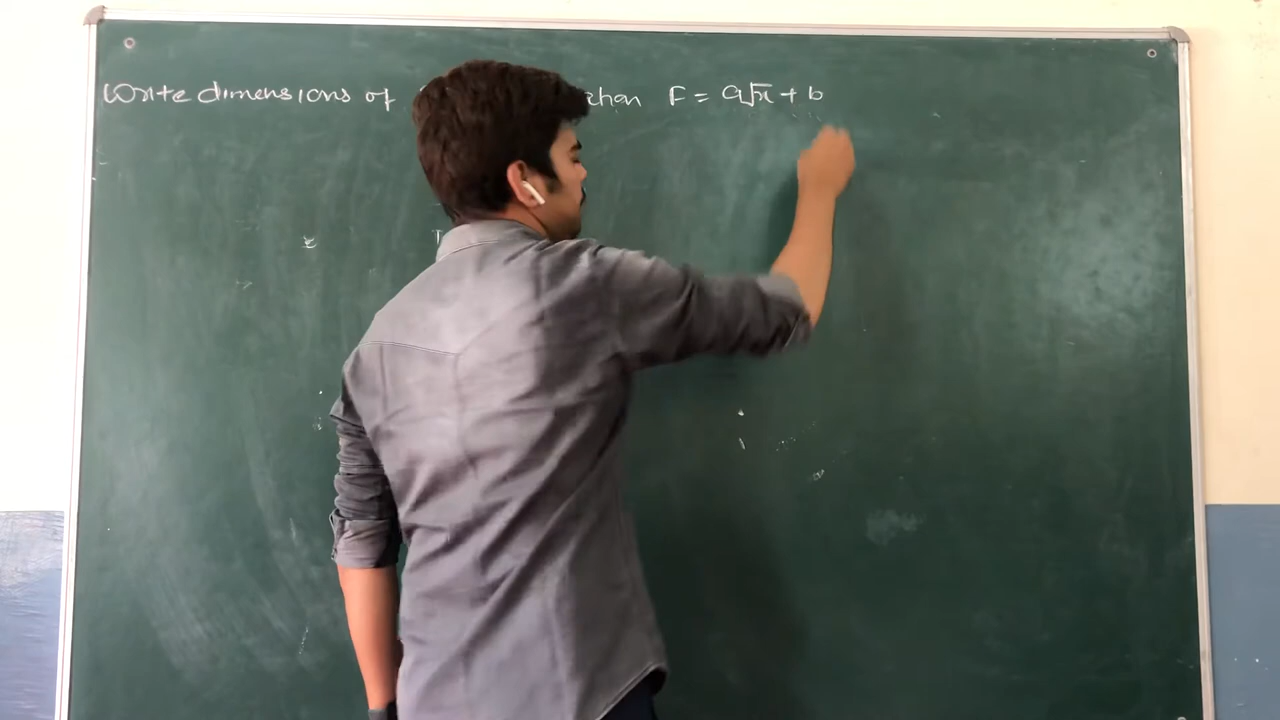 Write dimensions of F = a√x + b